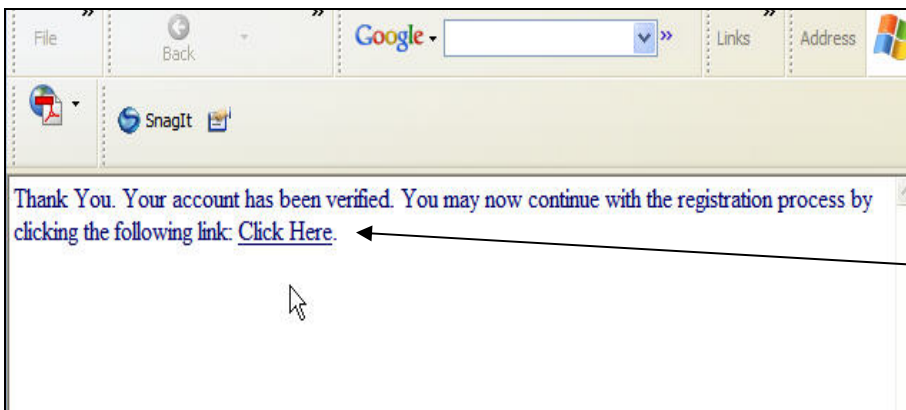 File » Back » Google » Links » Address
SnagIt
Thank You. Your account has been verified. You may now continue with the registration process by
clicking the following link: Click Here.